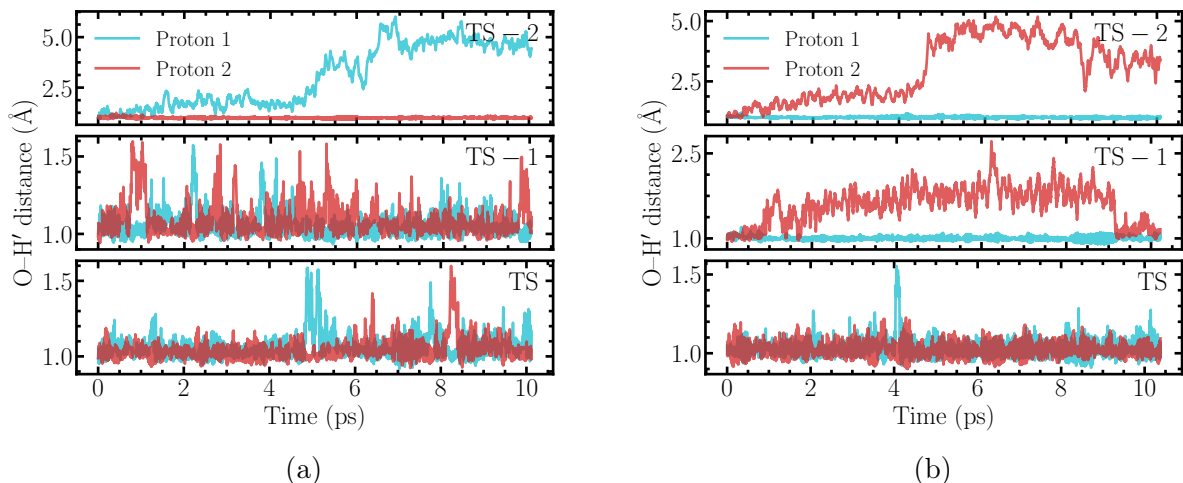 5.0
2.5
Proton 1
Proton 2
TS − 2
1.5
1.0
TS − 1
1.5
1.0
TS
O–H′ distance (Å)
0 2 4 6 8 10
Time (ps)
(a)
5.0
2.5
Proton 1
Proton 2
TS − 2
2.5
1.0
TS − 1
1.5
1.0
TS
O–H′ distance (Å)
0 2 4 6 8 10
Time (ps)
(b)